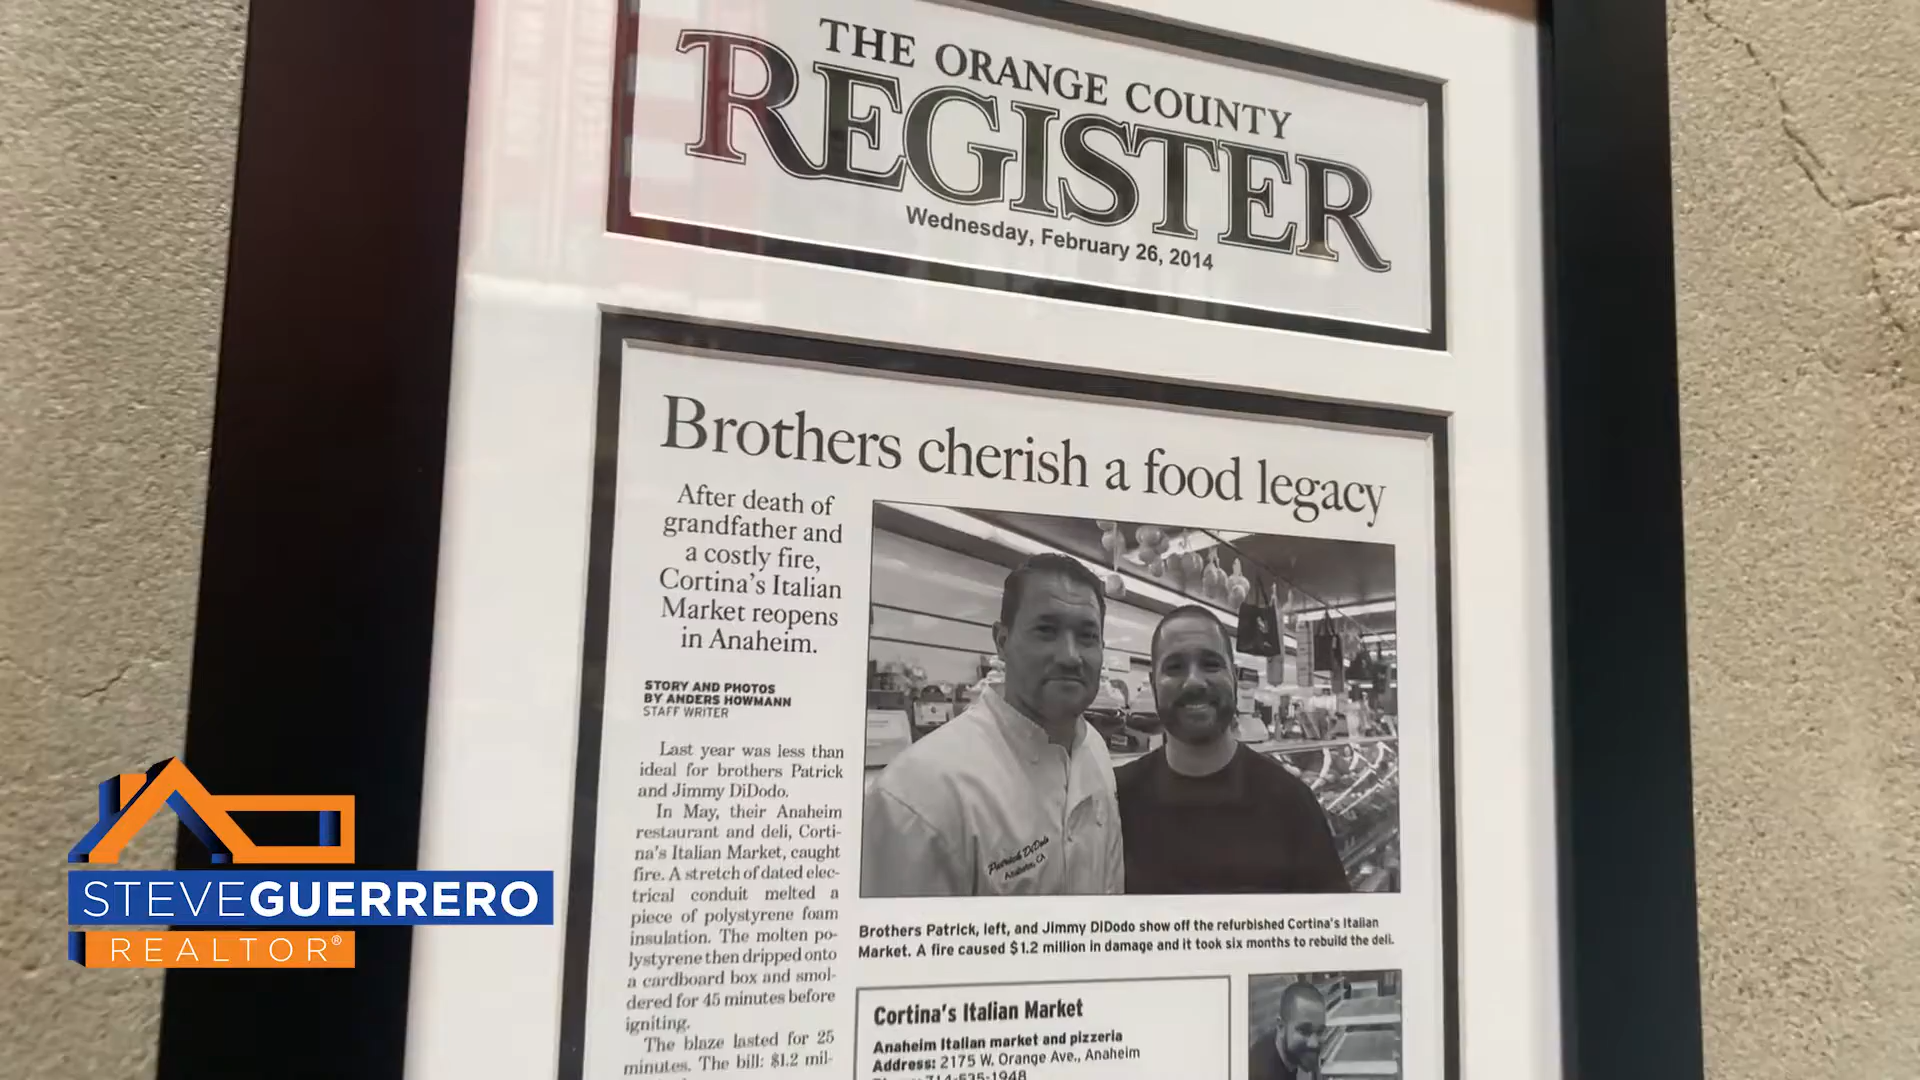 THE ORANGE COUNTY
REGISTER
Wednesday, February 26, 2014
Brothers cherish a food legacy
After death of
grandfather and
a costly fire,
Cortina's Italian
Market reopens
in Anaheim.
STORY AND PHOTOS
BY ANDERS HOWMANN
STAFF WRITER
Last year was less than
ideal for brothers Patrick
and Jimmy DiDodo.
In May, their Anaheim
restaurant and deli, Corti-
na's Italian Market, caught
fire. A stretch of dated elec-
trical conduit melted a
piece of polystyrene foam
insulation. The molten po-
lystyrene then dripped onto
a cardboard box and smol-
dered for 45 minutes before
igniting.
The blaze lasted for 25
minutes. The bill: $1.2 mil-
Patrick DiDodo
Anaheim, CA
Brothers Patrick, left, and Jimmy DiDodo show off the refurbished Cortina's Italian
Market. A fire caused $1.2 million in damage and it took six months to rebuild the deli.
Cortina's Italian Market
Anaheim Italian market and pizzeria
Address: 2175 W. Orange Ave., Anaheim
714-535-1948
STEVEGUERRERO
REALTOR®